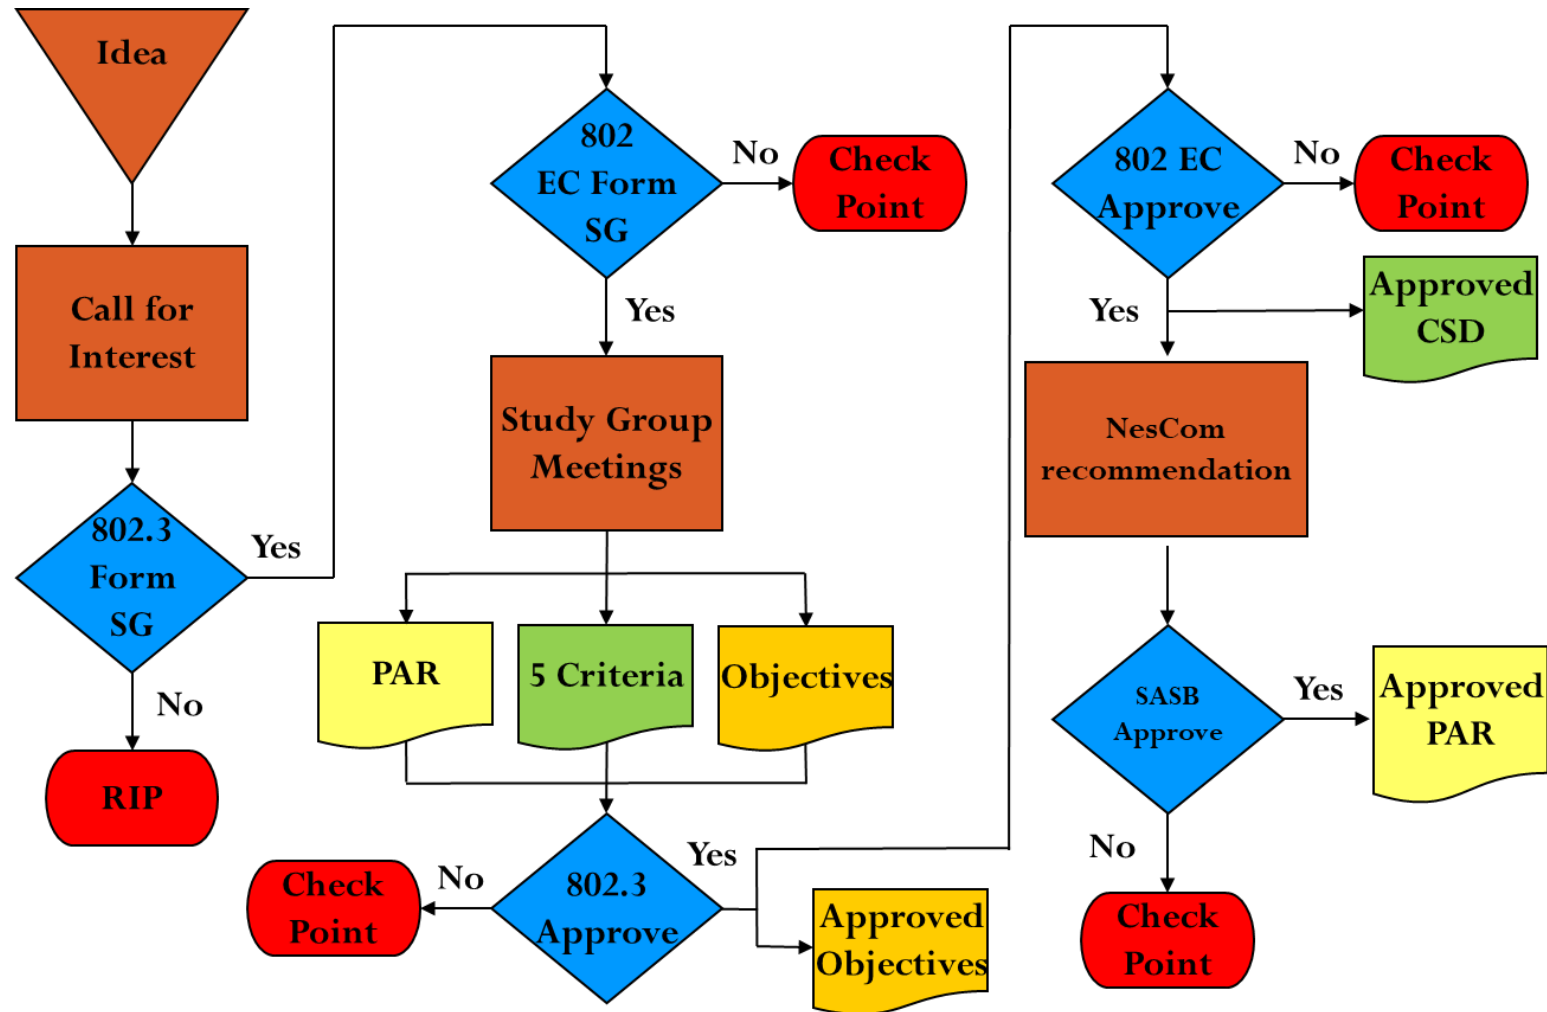 Idea
Call for
Interest
802.3
Form
SG
Yes
No
RIP
802
EC Form
SG
No
Check
Point
Yes
Study Group
Meetings
PAR
5 Criteria
Objectives
802.3
Approve
No
Check
Point
Yes
Approved
Objectives
802 EC
Approve
No
Check
Point
Yes
Approved
CSD
NesCom
recommendation
SASB
Approve
Yes
Approved
PAR
No
Check
Point